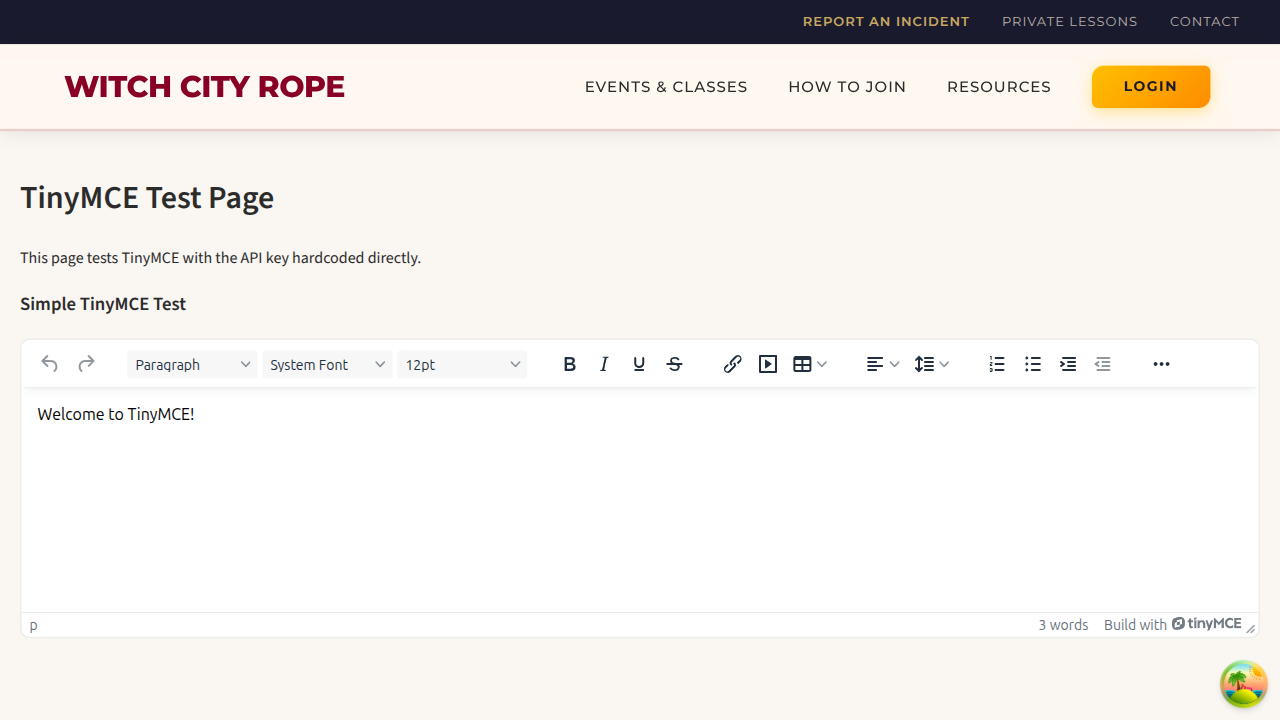 REPORT AN INCIDENT PRIVATE LESSONS CONTACT
WITCH CITY ROPE EVENTS & CLASSES HOW TO JOIN RESOURCES LOGIN
TinyMCE Test Page
This page tests TinyMCE with the API key hardcoded directly.
Simple TinyMCE Test
Paragraph System Font 12pt B I U S
Welcome to TinyMCE!
p 3 words Build with tinyMCE